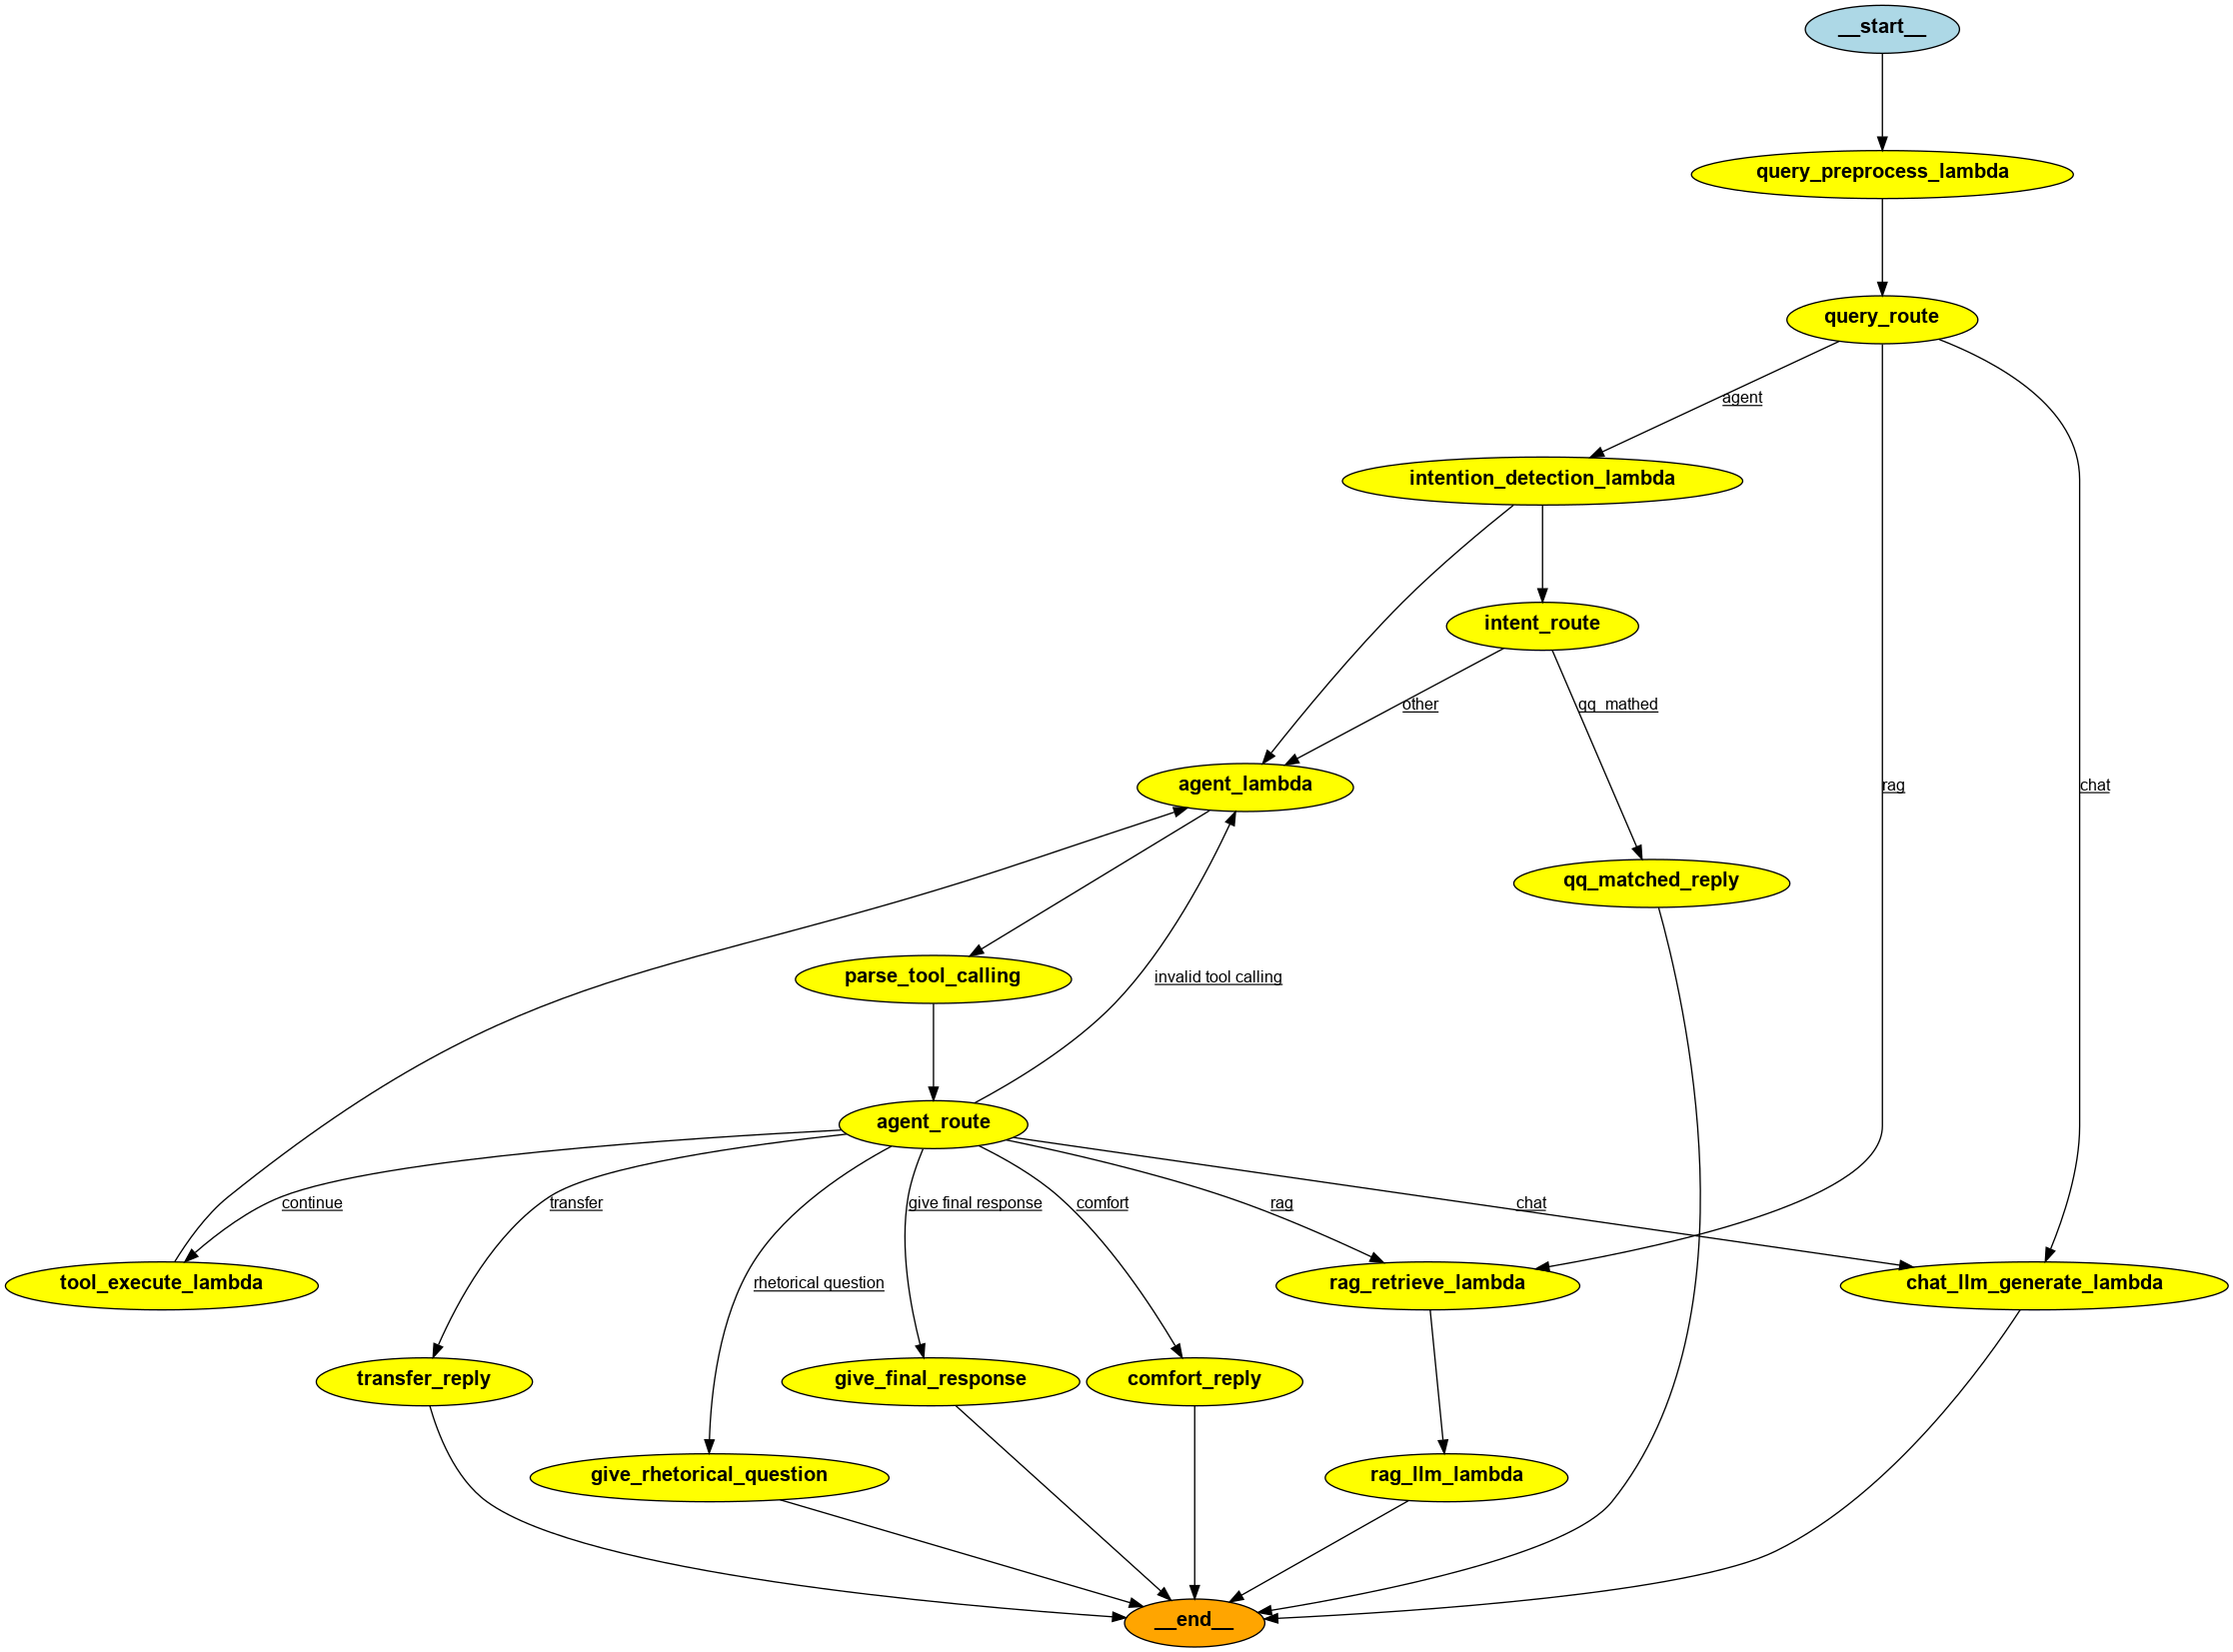 __start__
query_preprocess_lambda
query_route
agent
intention_detection_lambda
intent_route
other
qq_mathed
agent_lambda
rag
chat
qq_matched_reply
parse_tool_calling
invalid tool calling
agent_route
continue
transfer
give final response
comfort
rag
chat
tool_execute_lambda
rhetorical question
rag_retrieve_lambda
chat_llm_generate_lambda
transfer_reply
give_final_response
comfort_reply
give_rhetorical_question
rag_llm_lambda
__end__